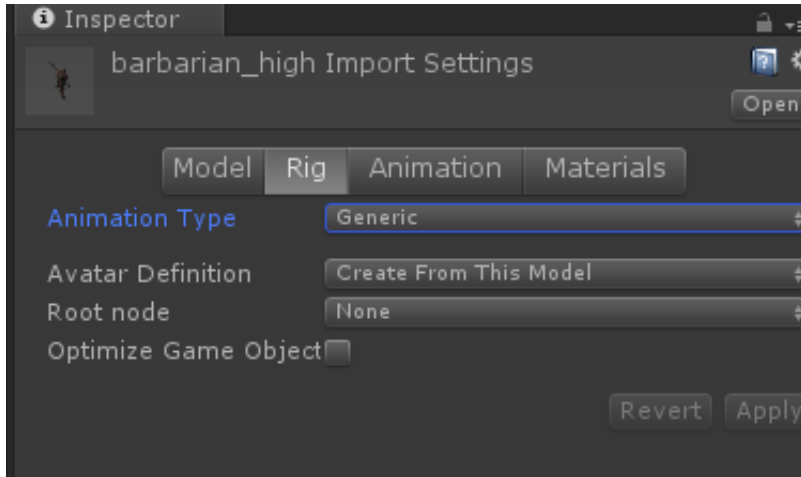 Inspector
barbarian_high Import Settings
Open
Model Rig Animation Materials
Animation Type Generic
Avatar Definition Create From This Model
Root node None
Optimize Game Object
Revert Apply